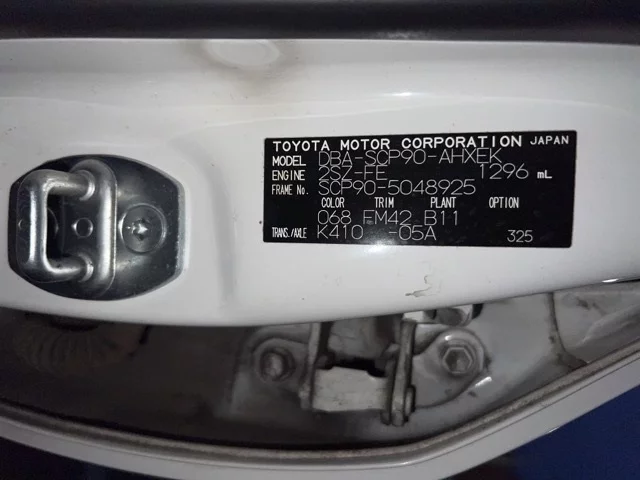 TOYOTA MOTOR CORPORATION JAPAN
MODEL DBA-SCP90-AHXEK
ENGINE 2SZ-FE 1296 mL
FRAME No. SCP90-5048925
COLOR TRIM PLANT OPTION
068 FM42 B11
TRANS./AXLE K410 -05A 325